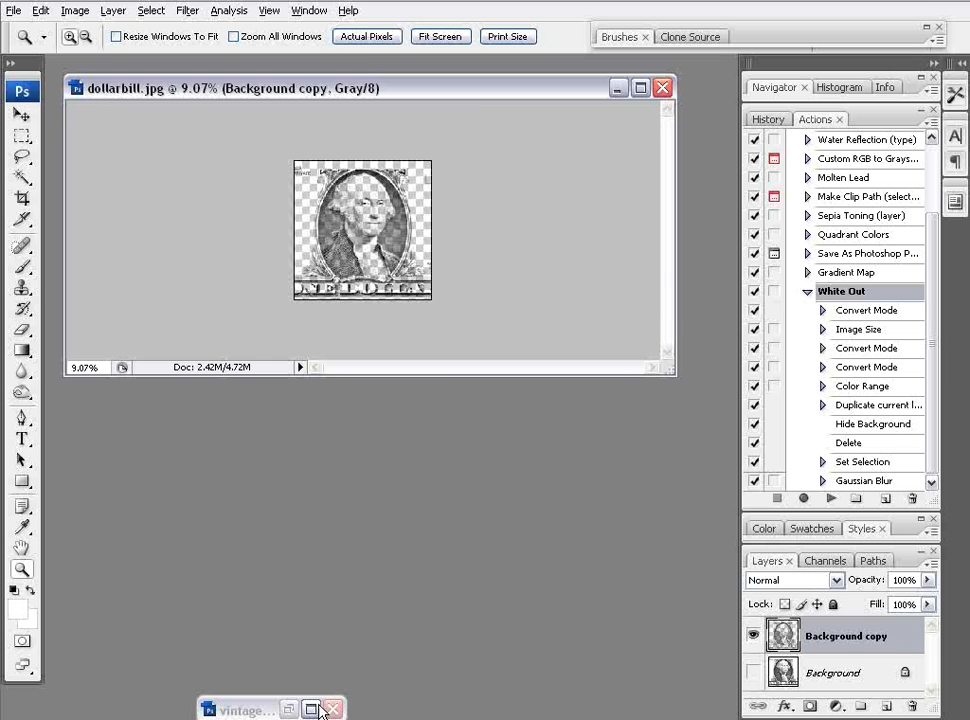 File Edit Image Layer Select Filter Analysis View Window Help
Resize Windows To Fit Zoom All Windows Actual Pixels Fit Screen Print Size
Brushes × Clone Source
Ps
dollarbill.jpg @ 9.07% (Background copy, Gray/8)
9.07% Doc: 2.42M/4.72M
Navigator × Histogram Info
History Actions ×
Water Reflection (type)
Custom RGB to Grays...
Molten Lead
Make Clip Path (select...
Sepia Toning (layer)
Quadrant Colors
Save As Photoshop P...
Gradient Map
White Out
Convert Mode
Image Size
Convert Mode
Convert Mode
Color Range
Duplicate current l...
Hide Background
Delete
Set Selection
Gaussian Blur
Color Swatches Styles ×
Layers × Channels Paths
Normal Opacity: 100%
Lock: Fill: 100%
Background copy
Background
vintage...
ONE DOLLA